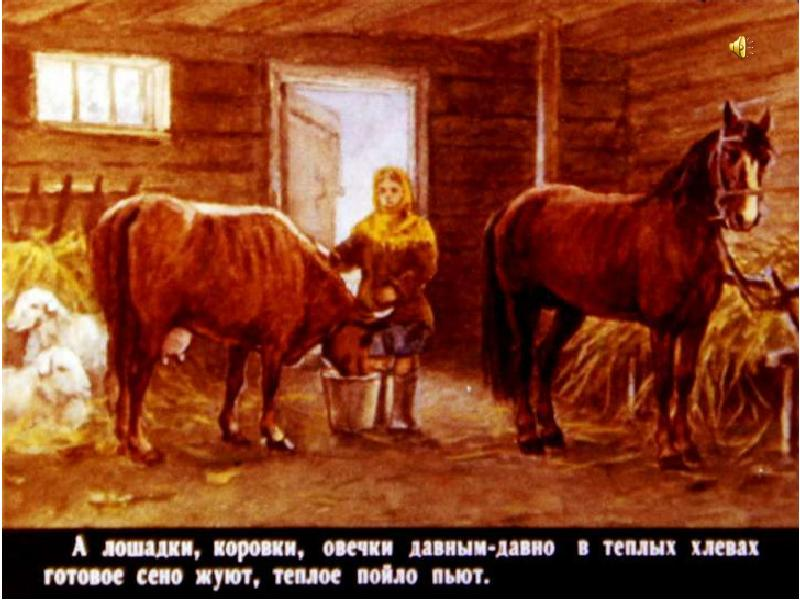 А лошадки, коровки, овечки давным-давно в теплых хлевах
готовое сено жуют, теплое пойло пьют.